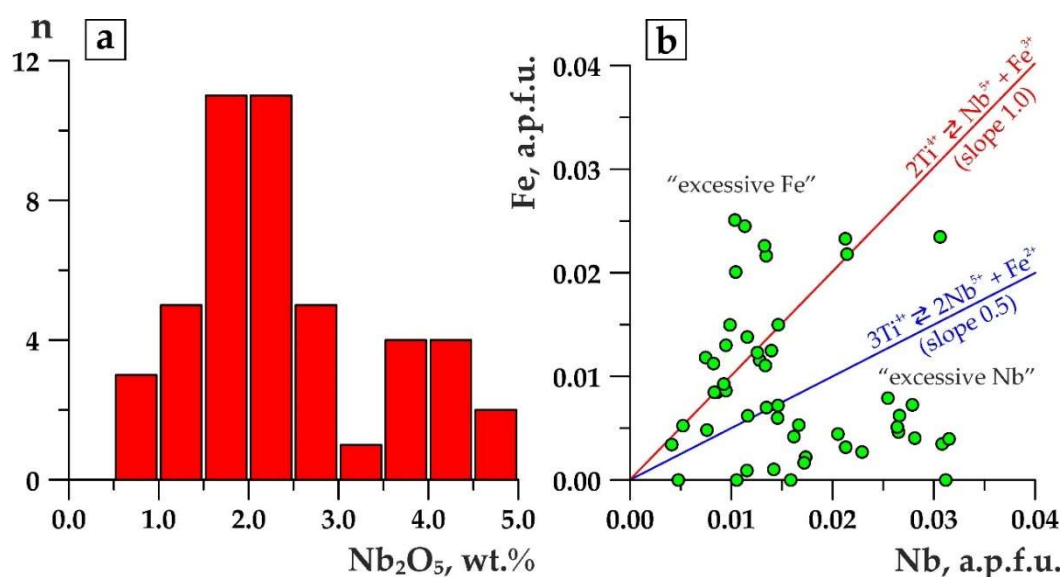 n
a
12
8
4
0
0.0 1.0 2.0 3.0 4.0 5.0
Nb₂O₅, wt.%
b
Fe, a.p.f.u.
0.04
0.03
0.02
0.01
0.00
0.00 0.01 0.02 0.03 0.04
Nb, a.p.f.u.
2Ti⁴⁺ ⇄ Nb⁵⁺ + Fe³⁺
(slope 1.0)
"excessive Fe"
3Ti⁴⁺ ⇄ 2Nb⁵⁺ + Fe²⁺
(slope 0.5)
"excessive Nb"